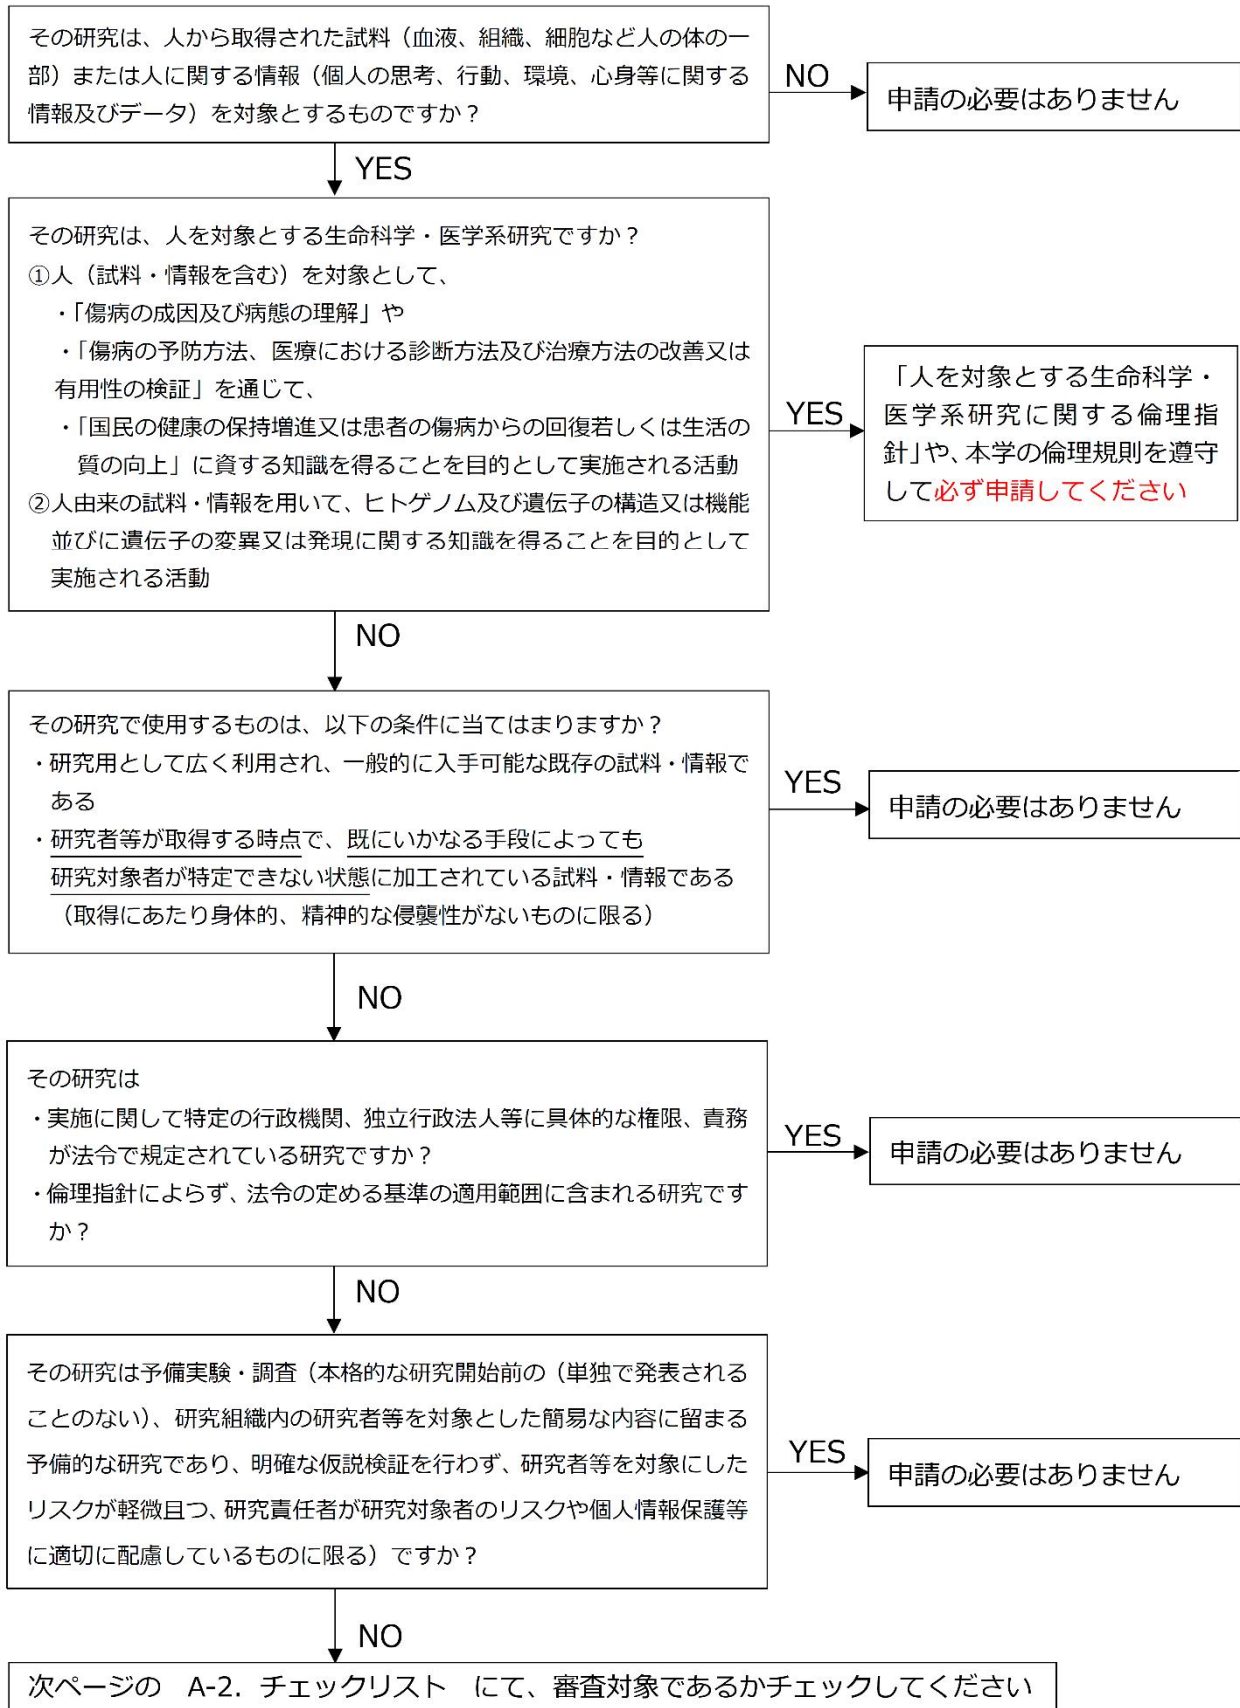 その研究は、人から取得された試料（血液、組織、細胞など人の体の一
部）または人に関する情報（個人の思考、行動、環境、心身等に関する
情報及びデータ）を対象とするものですか？
NO
申請の必要はありません
YES
その研究は、人を対象とする生命科学・医学系研究ですか？
①人（試料・情報を含む）を対象として、
・「傷病の成因及び病態の理解」や
・「傷病の予防方法、医療における診断方法及び治療方法の改善又は
有用性の検証」を通じて、
・「国民の健康の保持増進又は患者の傷病からの回復若しくは生活の
質の向上」に資する知識を得ることを目的として実施される活動
②人由来の試料・情報を用いて、ヒトゲノム及び遺伝子の構造又は機能
並びに遺伝子の変異又は発現に関する知識を得ることを目的として
実施される活動
YES
「人を対象とする生命科学・
医学系研究に関する倫理指
針」や、本学の倫理規則を遵守
して必ず申請してください
NO
その研究で使用するものは、以下の条件に当てはまりますか？
・研究用として広く利用され、一般的に入手可能な既存の試料・情報で
ある
・研究者等が取得する時点で、既にいかなる手段によっても
研究対象者が特定できない状態に加工されている試料・情報である
（取得にあたり身体的、精神的な侵襲性がないものに限る）
YES
申請の必要はありません
NO
その研究は
・実施に関して特定の行政機関、独立行政法人等に具体的な権限、責務
が法令で規定されている研究ですか？
・倫理指針によらず、法令の定める基準の適用範囲に含まれる研究です
か？
YES
申請の必要はありません
NO
その研究は予備実験・調査（本格的な研究開始前の（単独で発表される
ことのない）、研究組織内の研究者等を対象とした簡易な内容に留まる
予備的な研究であり、明確な仮説検証を行わず、研究者等を対象にした
リスクが軽微且つ、研究責任者が研究対象者のリスクや個人情報保護等
に適切に配慮しているものに限る）ですか？
YES
申請の必要はありません
NO
次ページの　A-2. チェックリスト　にて、審査対象であるかチェックしてください